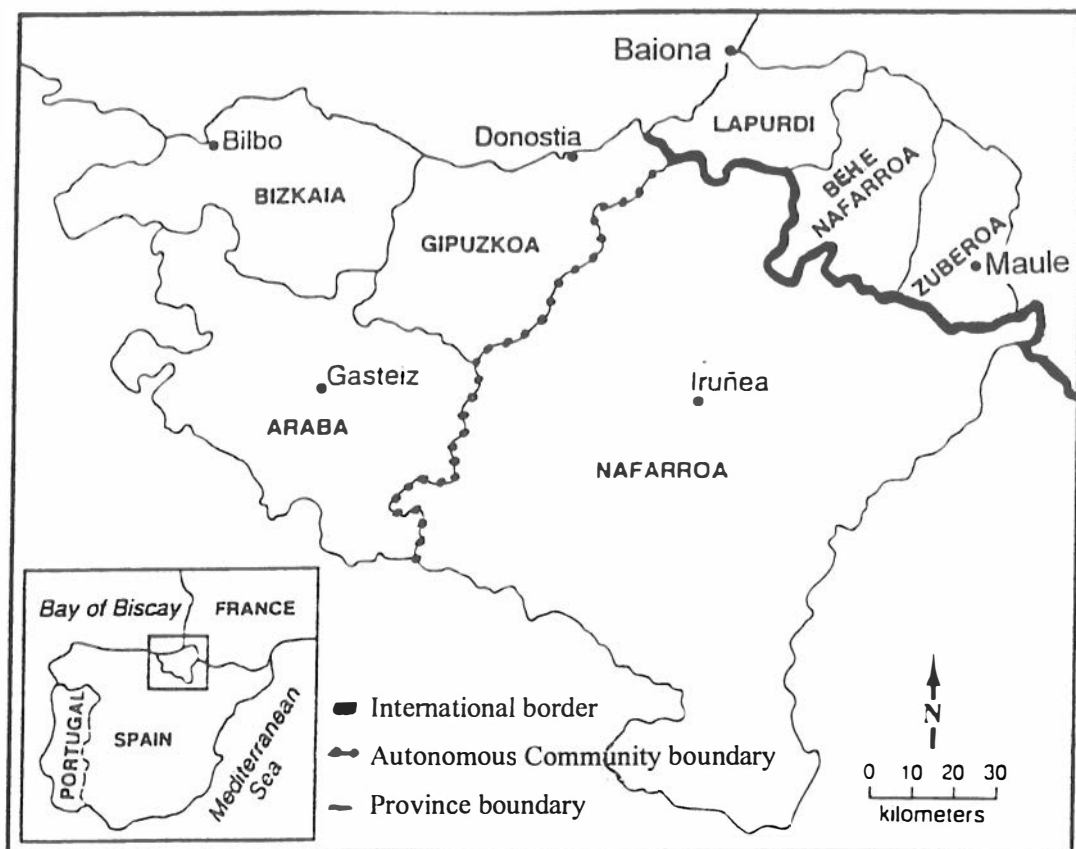 Baiona
LAPURDI
Bilbo
Donostia
BEHE
NAFARROA
BIZKAIA
GIPUZKOA
ZUBEROA
Maule
Gasteiz
Iruñea
ARABA
NAFARROA
Bay of Biscay
FRANCE
PORTUGAL
SPAIN
Mediterranean
Sea
International border
Autonomous Community boundary
Province boundary
N
0 10 20 30
kilometers